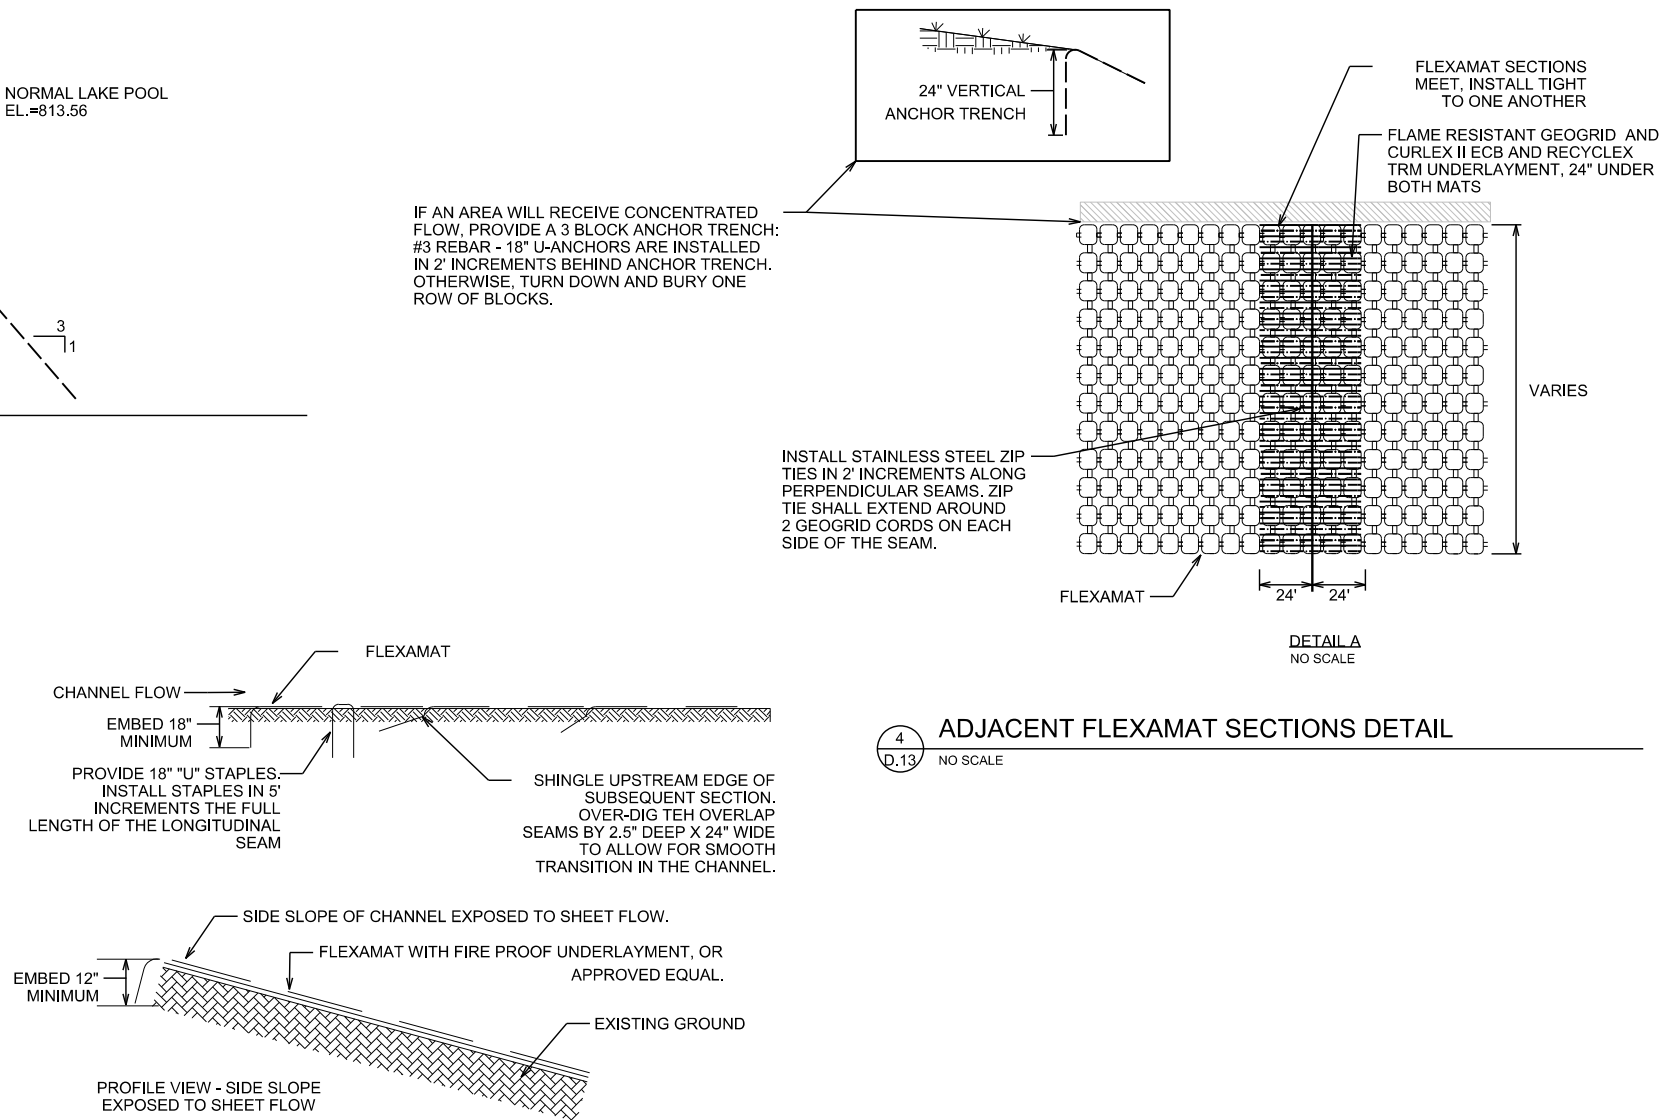 NORMAL LAKE POOL
EL.=813.56
3
1
24" VERTICAL
ANCHOR TRENCH
FLEXAMAT SECTIONS
MEET, INSTALL TIGHT
TO ONE ANOTHER
FLAME RESISTANT GEOGRID AND
CURLEX II ECB AND RECYCLEX
TRM UNDERLAYMENT, 24" UNDER
BOTH MATS
IF AN AREA WILL RECEIVE CONCENTRATED
FLOW, PROVIDE A 3 BLOCK ANCHOR TRENCH:
#3 REBAR - 18" U-ANCHORS ARE INSTALLED
IN 2' INCREMENTS BEHIND ANCHOR TRENCH.
OTHERWISE, TURN DOWN AND BURY ONE
ROW OF BLOCKS.
VARIES
INSTALL STAINLESS STEEL ZIP
TIES IN 2' INCREMENTS ALONG
PERPENDICULAR SEAMS. ZIP
TIE SHALL EXTEND AROUND
2 GEOGRID CORDS ON EACH
SIDE OF THE SEAM.
FLEXAMAT
24' 24'
DETAIL A
NO SCALE
4
D.13
ADJACENT FLEXAMAT SECTIONS DETAIL
NO SCALE
FLEXAMAT
CHANNEL FLOW
EMBED 18"
MINIMUM
PROVIDE 18" "U" STAPLES.
INSTALL STAPLES IN 5'
INCREMENTS THE FULL
LENGTH OF THE LONGITUDINAL
SEAM
SHINGLE UPSTREAM EDGE OF
SUBSEQUENT SECTION.
OVER-DIG TEH OVERLAP
SEAMS BY 2.5" DEEP X 24" WIDE
TO ALLOW FOR SMOOTH
TRANSITION IN THE CHANNEL.
SIDE SLOPE OF CHANNEL EXPOSED TO SHEET FLOW.
FLEXAMAT WITH FIRE PROOF UNDERLAYMENT, OR
APPROVED EQUAL.
EMBED 12"
MINIMUM
EXISTING GROUND
PROFILE VIEW - SIDE SLOPE
EXPOSED TO SHEET FLOW